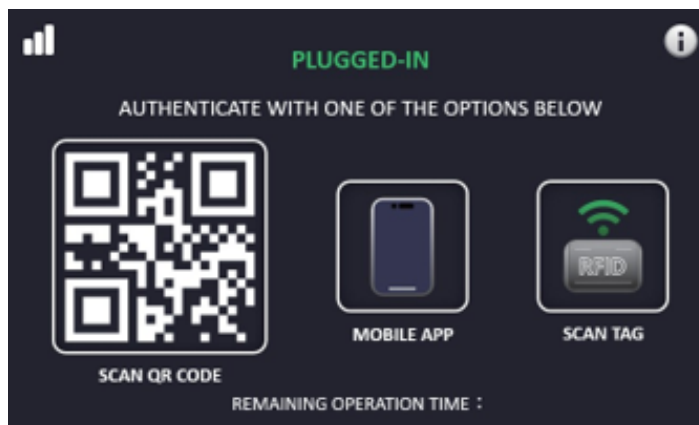 PLUGGED-IN
AUTHENTICATE WITH ONE OF THE OPTIONS BELOW
RFID
MOBILE APP
SCAN TAG
SCAN QR CODE
REMAINING OPERATION TIME :